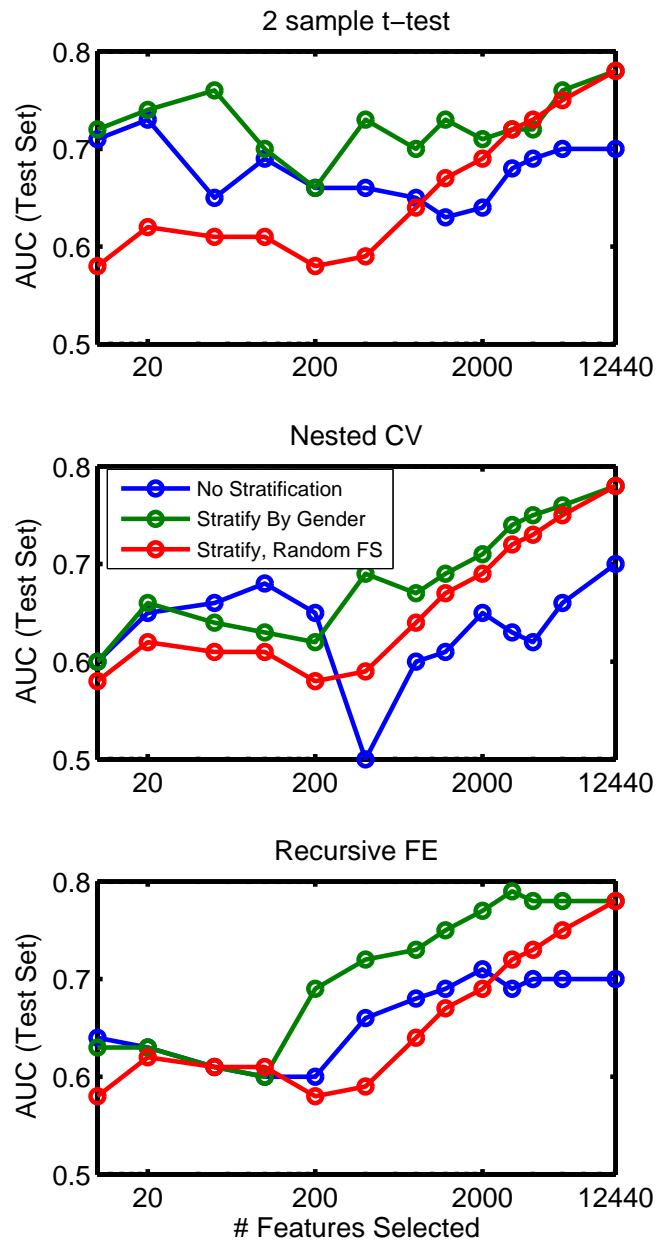 2 sample t−test
0.8
0.7
0.6
0.5
AUC (Test Set)
20
200
2000
12440
Nested CV
0.8
0.7
0.6
0.5
AUC (Test Set)
No Stratification
Stratify By Gender
Stratify, Random FS
20
200
2000
12440
Recursive FE
0.8
0.7
0.6
0.5
AUC (Test Set)
20
200
2000
12440
# Features Selected